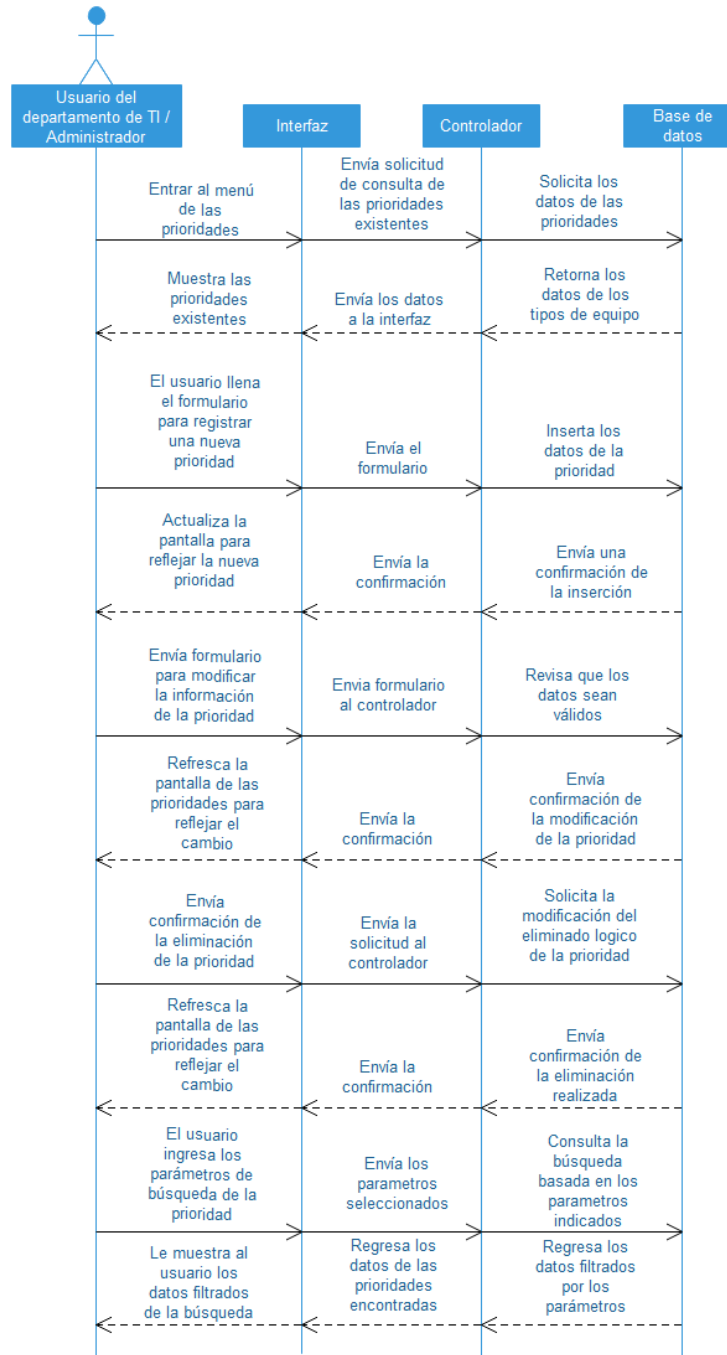 Usuario del
departamento de TI /
Administrador
Interfaz
Controlador
Base de
datos
Entrar al menú
de las
prioridades
Envía solicitud
de consulta de
las prioridades
existentes
Solicita los
datos de las
prioridades
Muestra las
prioridades
existentes
Envía los datos
a la interfaz
Retorna los
datos de los
tipos de equipo
El usuario llena
el formulario
para registrar
una nueva
prioridad
Envía el
formulario
Inserta los
datos de la
prioridad
Actualiza la
pantalla para
reflejar la nueva
prioridad
Envía la
confirmación
Envía una
confirmación de
la inserción
Envía formulario
para modificar
la información
de la prioridad
Envia formulario
al controlador
Revisa que los
datos sean
válidos
Refresca la
pantalla de las
prioridades para
reflejar el
cambio
Envía la
confirmación
Envía
confirmación de
la modificación
de la prioridad
Envía
confirmación de
la eliminación
de la prioridad
Envía la
solicitud al
controlador
Solicita la
modificación del
eliminado logico
de la prioridad
Refresca la
pantalla de las
prioridades para
reflejar el
cambio
Envía la
confirmación
Envía
confirmación de
la eliminación
realizada
El usuario
ingresa los
parámetros de
búsqueda de la
prioridad
Envía los
parametros
seleccionados
Consulta la
búsqueda
basada en los
parametros
indicados
Le muestra al
usuario los
datos filtrados
de la búsqueda
Regresa los
datos de las
prioridades
encontradas
Regresa los
datos filtrados
por los
parámetros